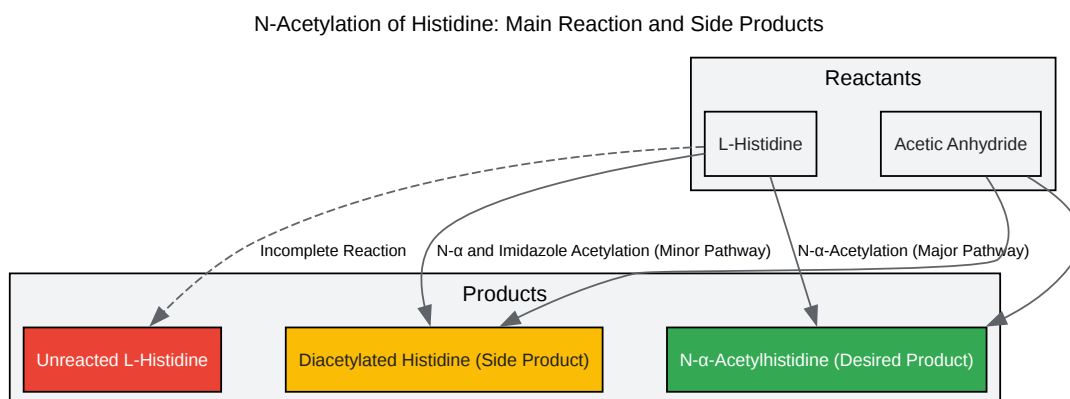 N-Acetylation of Histidine: Main Reaction and Side Products
Reactants
L-Histidine
Acetic Anhydride
Incomplete Reaction
N-α and Imidazole Acetylation (Minor Pathway)
N-α-Acetylation (Major Pathway)
Products
Unreacted L-Histidine
Diacetylated Histidine (Side Product)
N-α-Acetylhistidine (Desired Product)